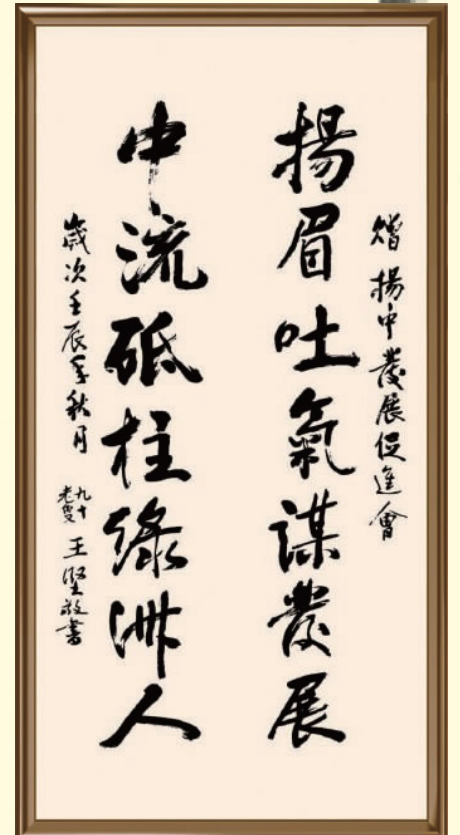 贈揚中發展促進會
揚眉吐氣謀發展
中流砥柱綠洲人
歲次壬辰年秋月
九十老叟 王堅敬書